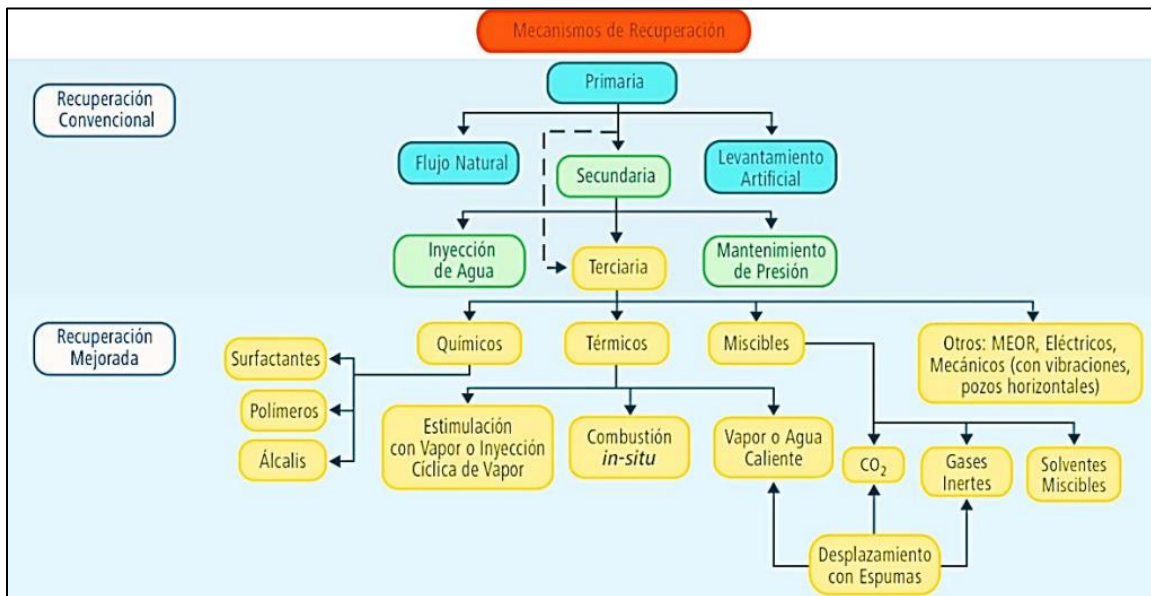 Mecanismos de Recuperación
Recuperación
Convencional
Primaria
Flujo Natural
Levantamiento
Artificial
Secundaria
Inyección
de Agua
Mantenimiento
de Presión
Terciaria
Recuperación
Mejorada
Químicos
Térmicos
Miscibles
Otros: MEOR, Eléctricos,
Mecánicos (con vibraciones,
pozos horizontales)
Surfactantes
Polímeros
Álcalis
Estimulación
con Vapor o Inyección
Cíclica de Vapor
Combustión
in-situ
Vapor o Agua
Caliente
CO₂
Gases
Inertes
Solventes
Miscibles
Desplazamiento
con Espumas